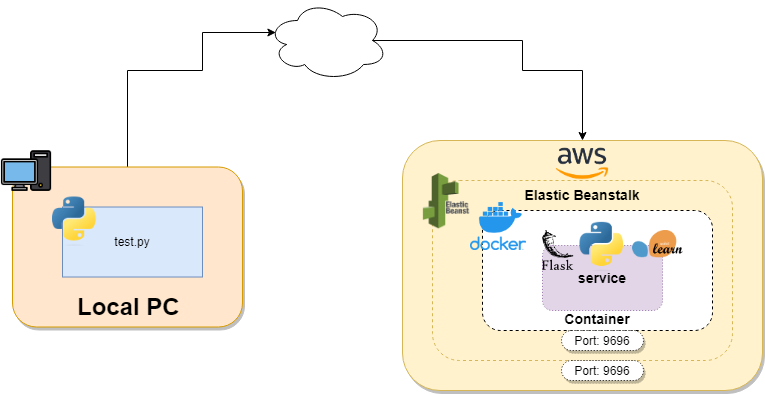 aws
Elastic Beanstalk
Elastic
Beanst
docker
Flask
learn
test.py
service
Local PC
Container
Port: 9696
Port: 9696